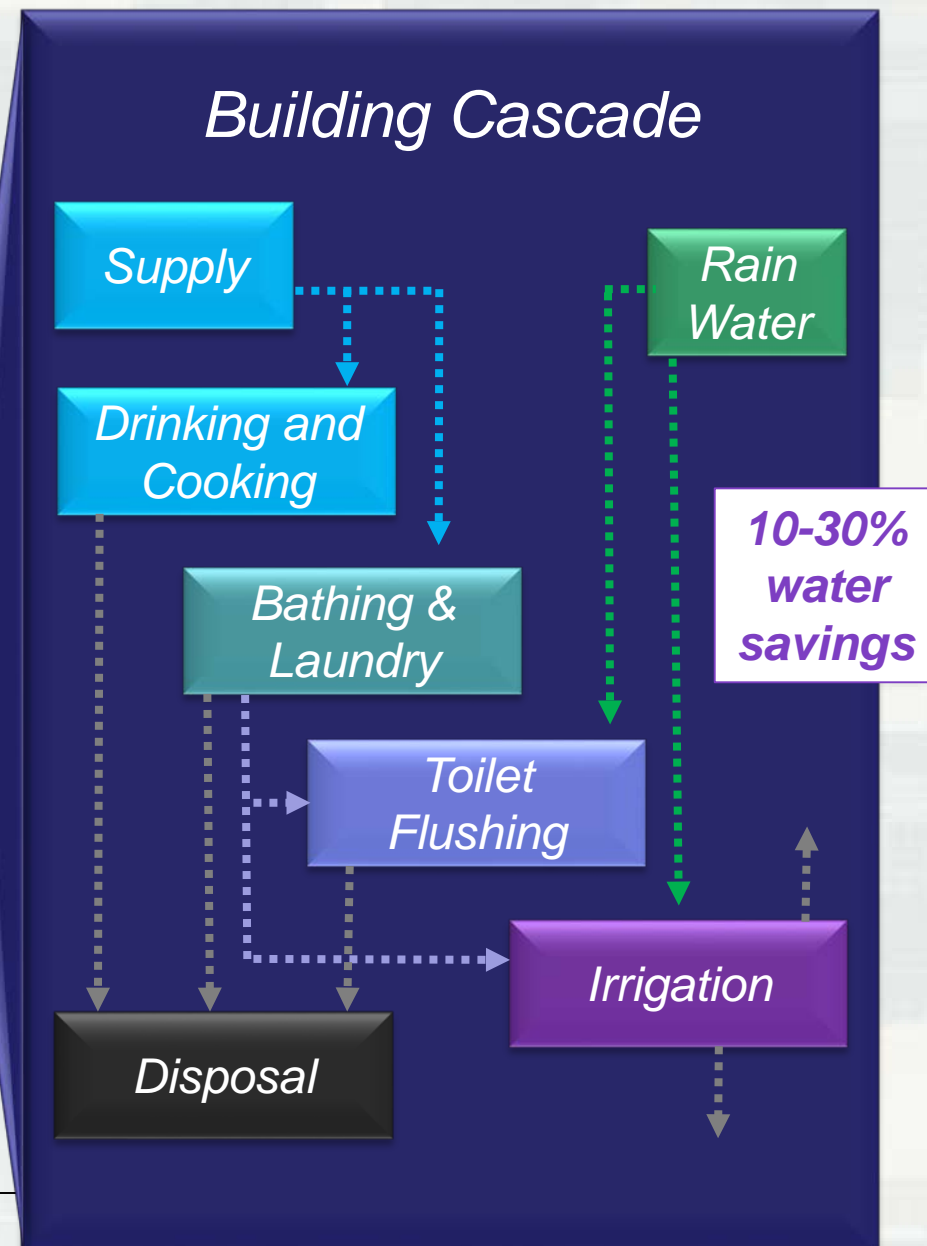 Building Cascade
Supply
Rain
Water
Drinking and
Cooking
10-30%
water
savings
Bathing &
Laundry
Toilet
Flushing
Irrigation
Disposal